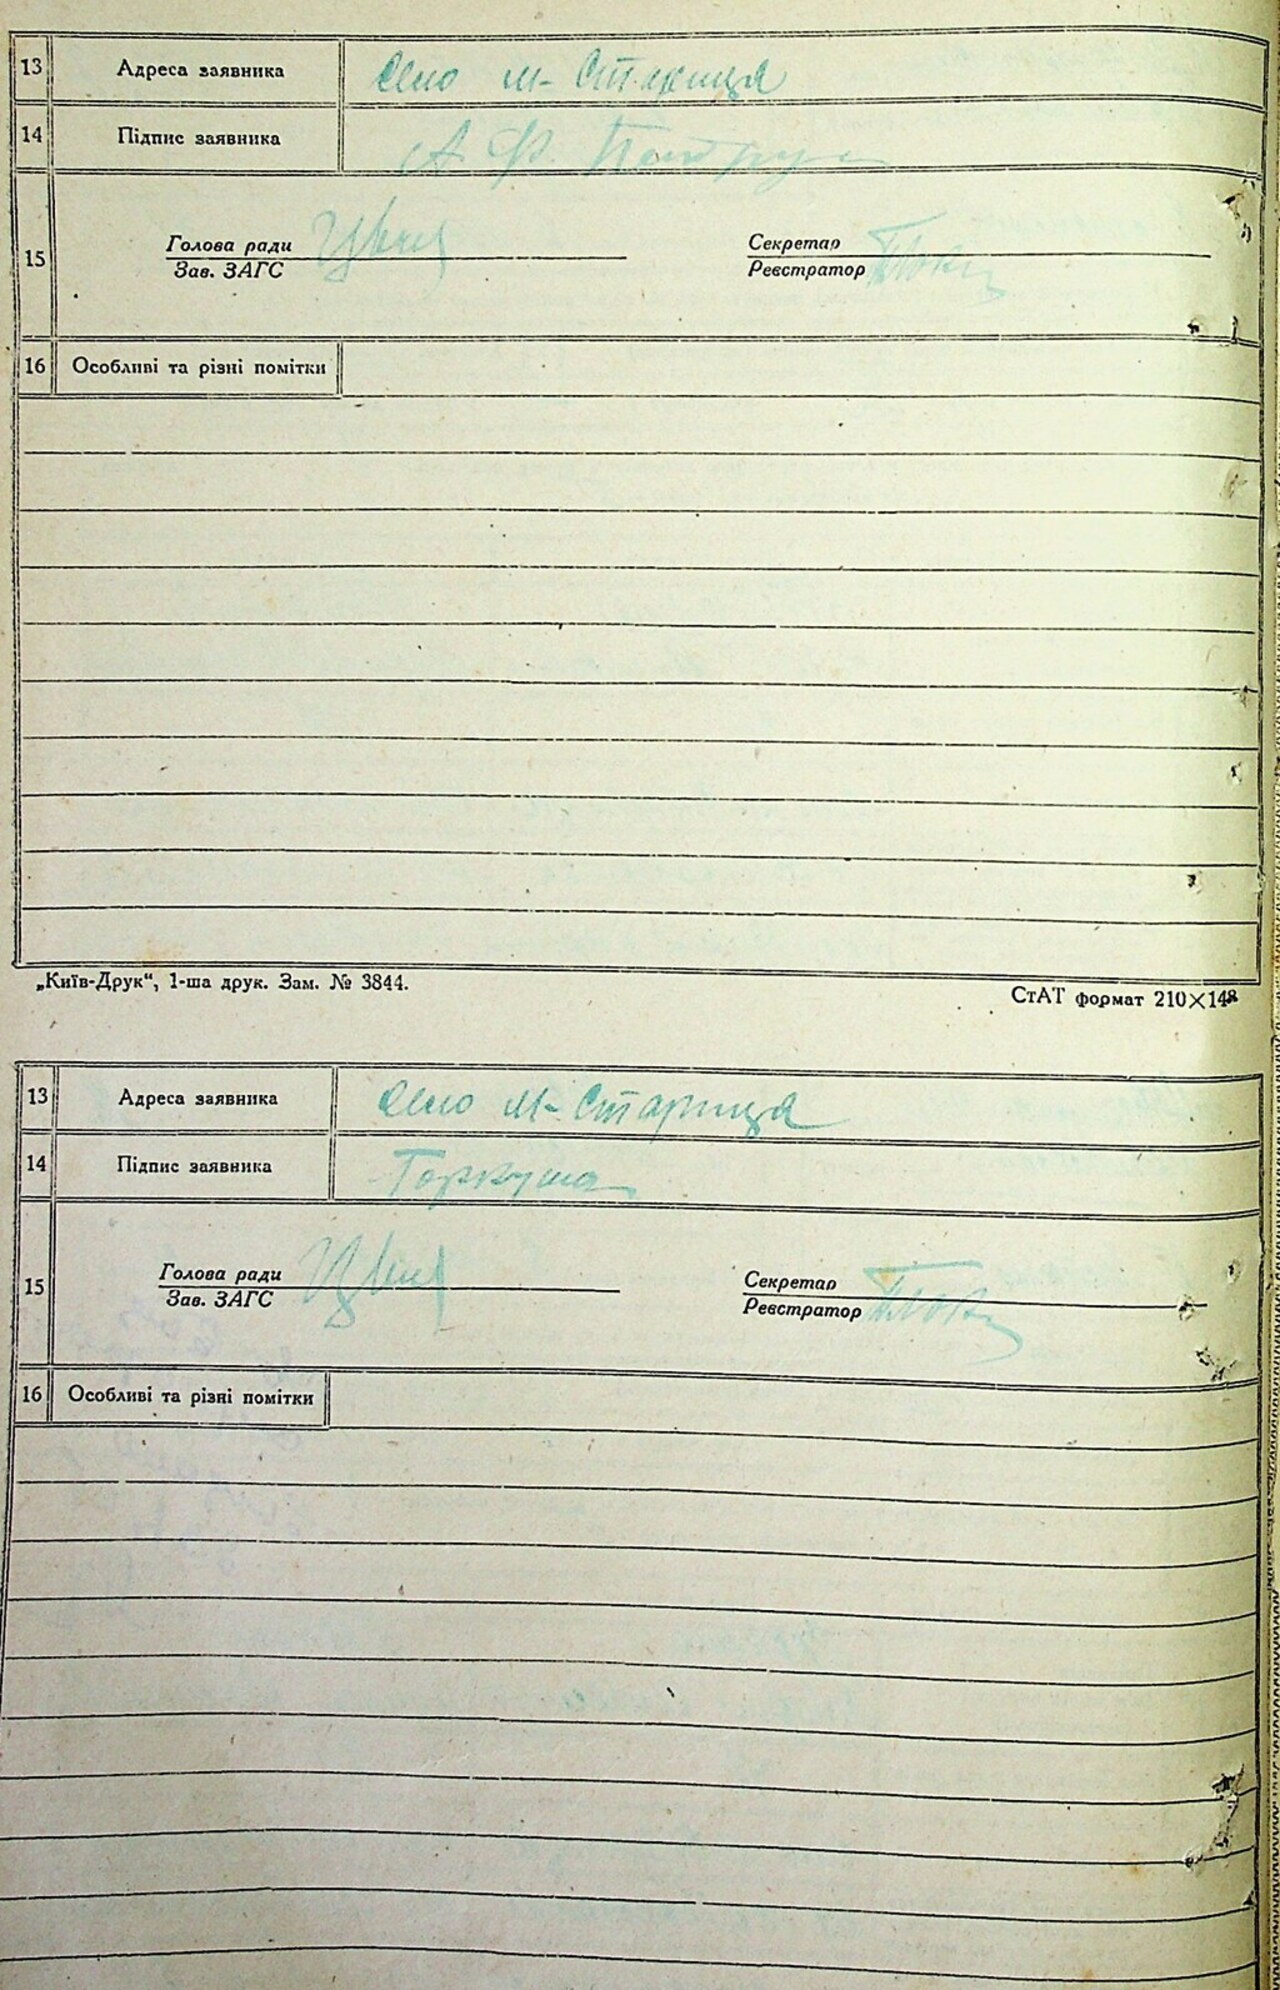 13 Адреса заявника Село М-Старица
14 Підпис заявника А Ф
Голова ради Секретар
15
Зав. ЗАГС Реєстратор
16 Особливі та різні помітки
„Київ-Друк“, 1-ша друк. Зам. № 3844.
СтАТ формат 210×148
13 Адреса заявника Село М-Старица
14 Підпис заявника Горкуша
Голова ради Секретар
15
Зав. ЗАГС Реєстратор
16 Особливі та різні помітки